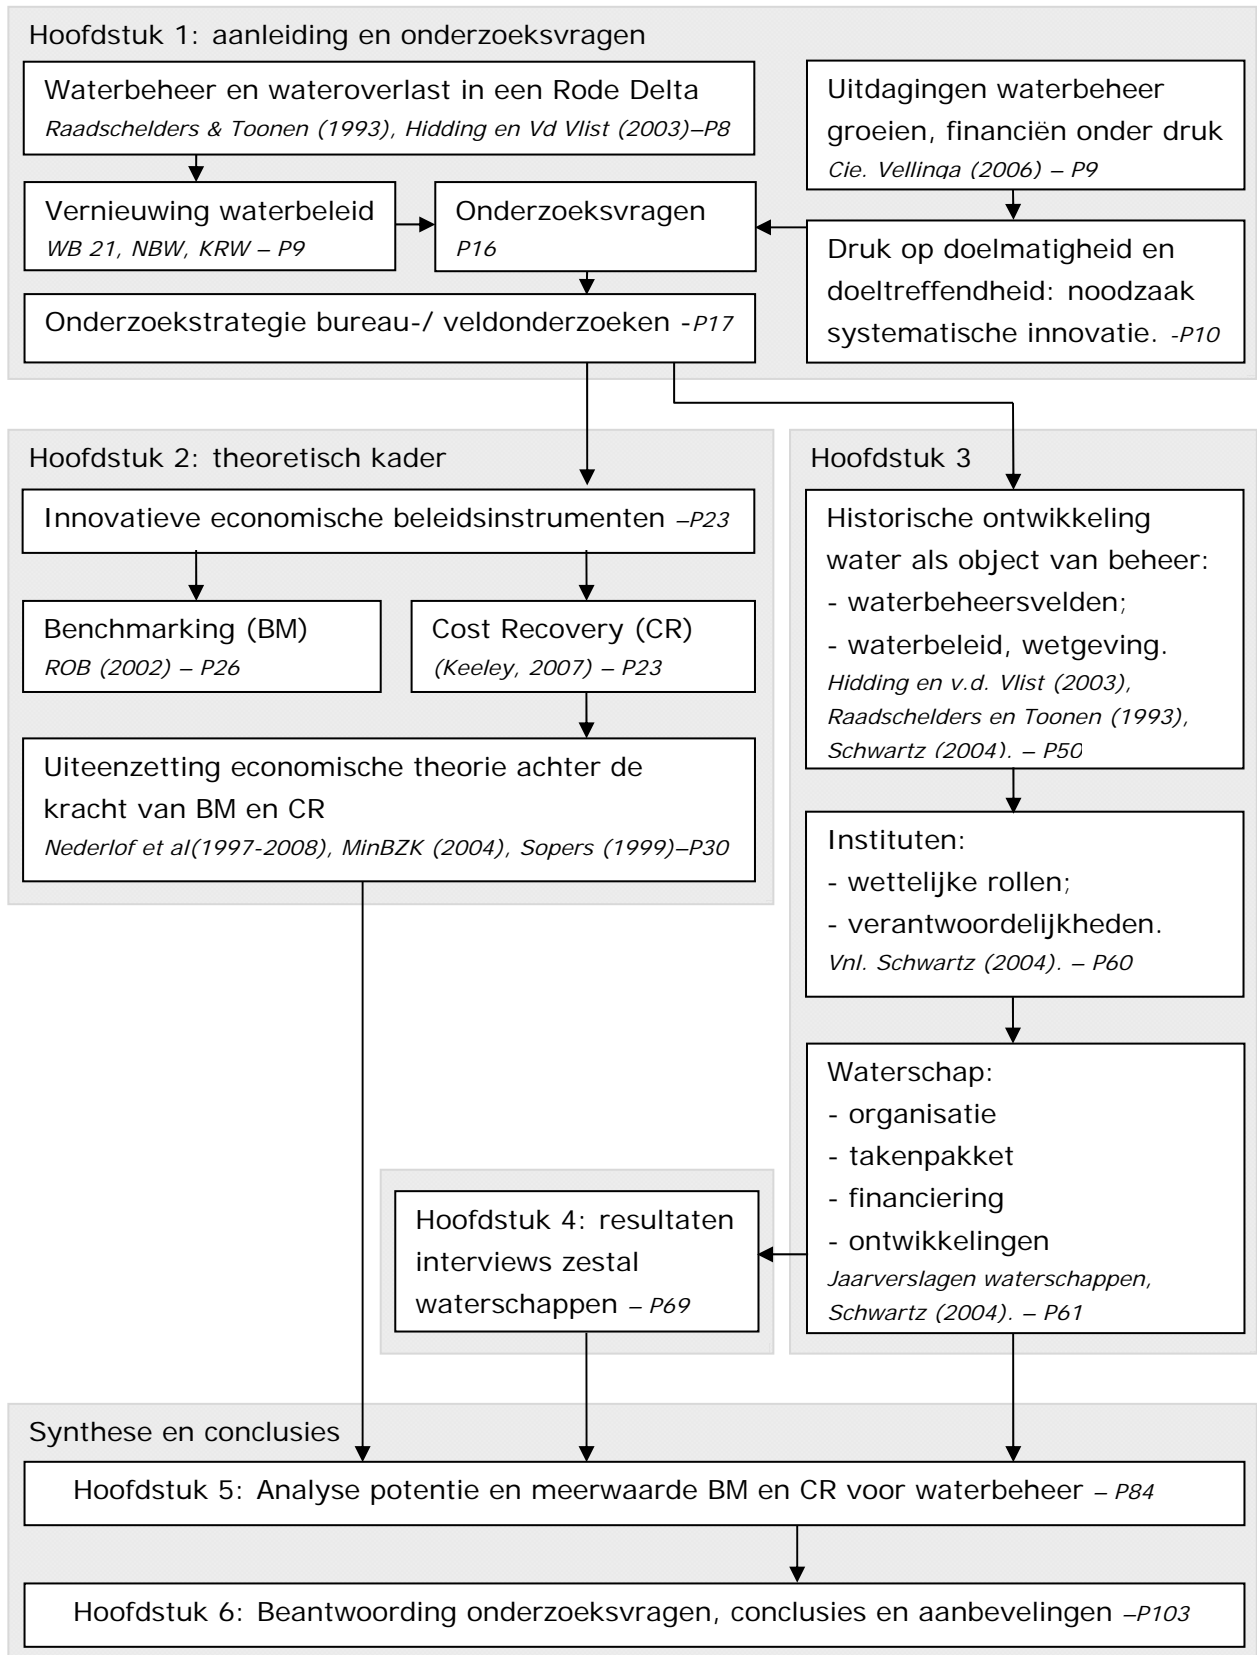 Hoofdstuk 1: aanleiding en onderzoeksvragen
Waterbeheer en wateroverlast in een Rode Delta
Raadschelders & Toonen (1993), Hidding en Vd Vlist (2003)–P8
Uitdagingen waterbeheer
groeien, financiën onder druk
Cie. Vellinga (2006) – P9
Vernieuwing waterbeleid
WB 21, NBW, KRW – P9
Onderzoeksvragen
P16
Druk op doelmatigheid en
doeltreffendheid: noodzaak
systematische innovatie. -P10
Onderzoekstrategie bureau-/ veldonderzoeken -P17
Hoofdstuk 2: theoretisch kader
Innovatieve economische beleidsinstrumenten –P23
Benchmarking (BM)
ROB (2002) – P26
Cost Recovery (CR)
(Keeley, 2007) – P23
Uiteenzetting economische theorie achter de
kracht van BM en CR
Nederlof et al(1997-2008), MinBZK (2004), Sopers (1999)–P30
Hoofdstuk 3
Historische ontwikkeling
water als object van beheer:
- waterbeheersvelden;
- waterbeleid, wetgeving.
Hidding en v.d. Vlist (2003),
Raadschelders en Toonen (1993),
Schwartz (2004). – P50
Instituten:
- wettelijke rollen;
- verantwoordelijkheden.
Vnl. Schwartz (2004). – P60
Waterschap:
- organisatie
- takenpakket
- financiering
- ontwikkelingen
Jaarverslagen waterschappen,
Schwartz (2004). – P61
Hoofdstuk 4: resultaten
interviews zestal
waterschappen – P69
Synthese en conclusies
Hoofdstuk 5: Analyse potentie en meerwaarde BM en CR voor waterbeheer – P84
Hoofdstuk 6: Beantwoording onderzoeksvragen, conclusies en aanbevelingen –P103